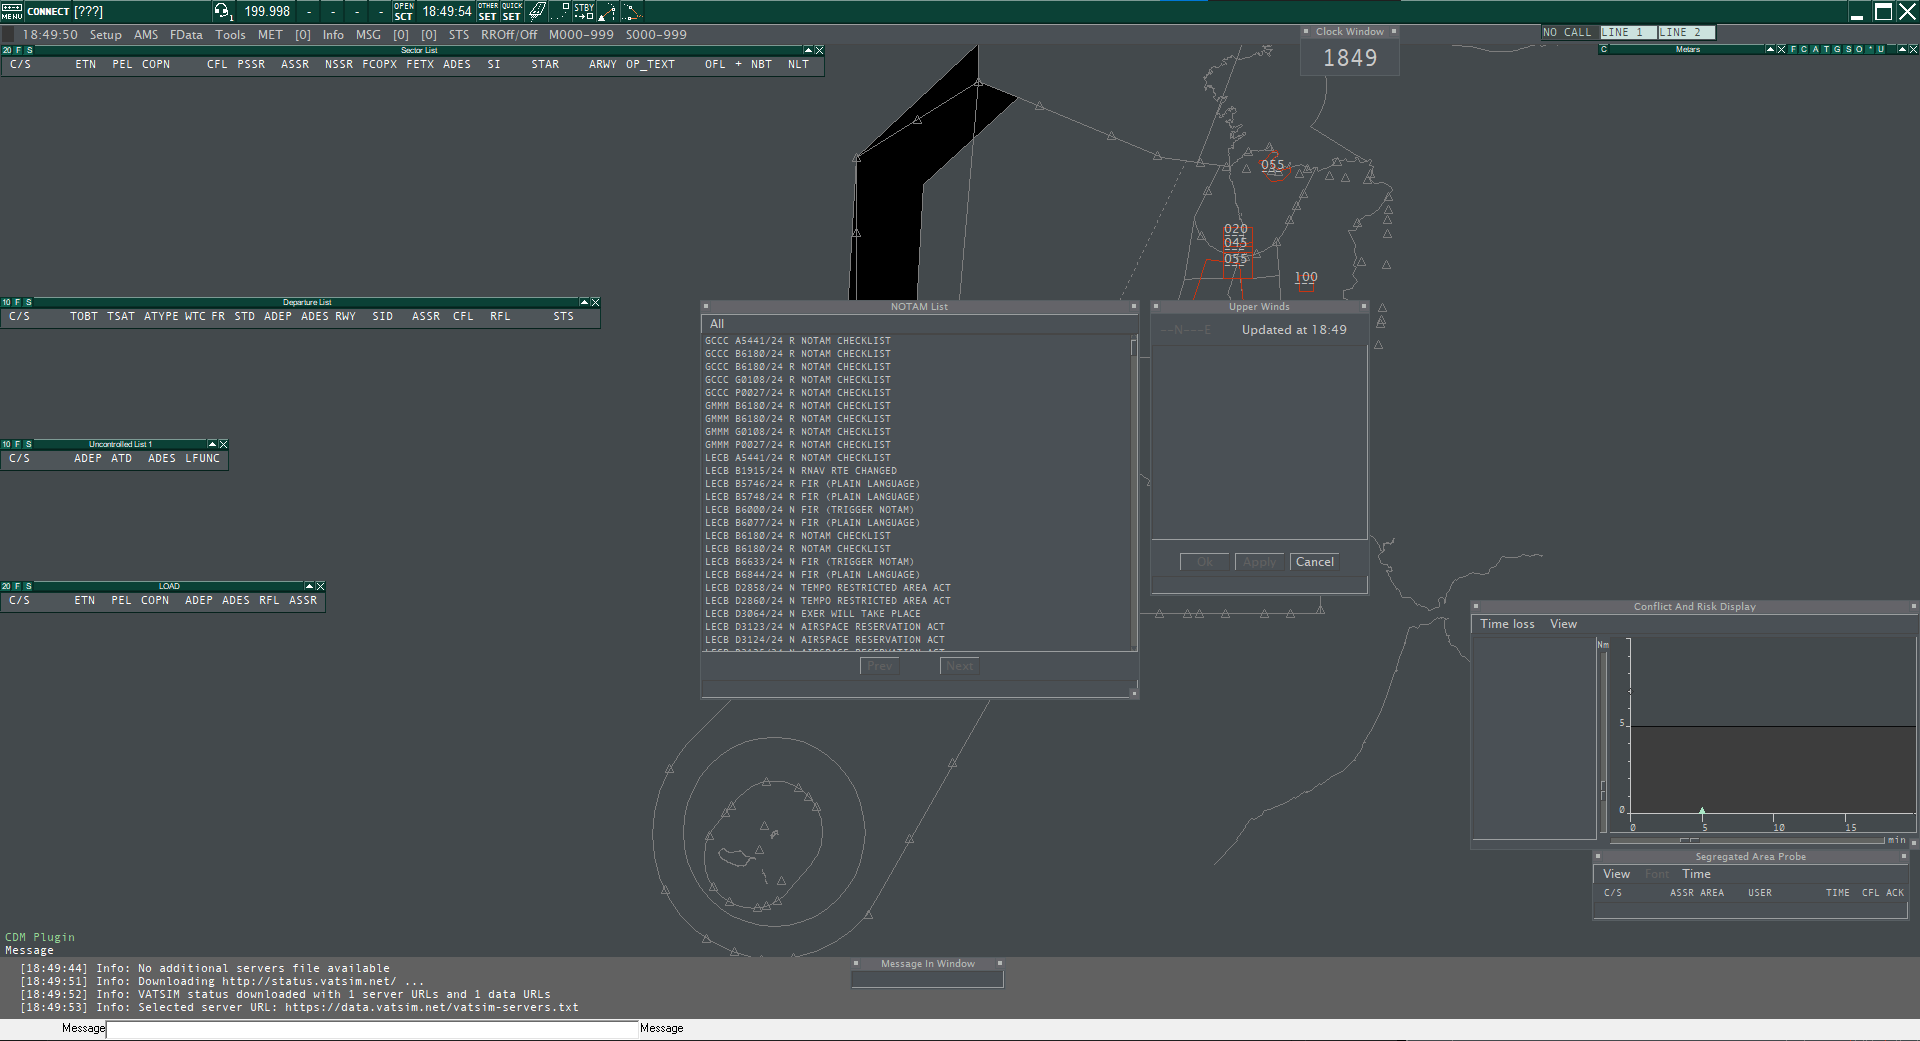 MENU CONNECT [???] 1 199.998 - - - - OPEN SCT 18:49:54 OTHER SET QUICK SET STBY
18:49:50 Setup AMS FData Tools MET [0] Info MSG [0] [0] STS RROff/Off M000-999 S000-999
Clock Window
1849
NO CALL LINE 1 LINE 2
20 F S Sector List
C/S ETN PEL COPN CFL PSSR ASSR NSSR FCOPX FETX ADES SI STAR ARWY OP_TEXT OFL + NBT NLT
C Metars F C A T G S O * U
055
020
045
055
100
10 F S Departure List
C/S TOBT TSAT ATYPE WTC FR STD ADEP ADES RWY SID ASSR CFL RFL STS
10 F S Uncontrolled List 1
C/S ADEP ATD ADES LFUNC
20 F S LOAD
C/S ETN PEL COPN ADEP ADES RFL ASSR
NOTAM List
All
GCCC A5441/24 R NOTAM CHECKLIST
GCCC B6180/24 R NOTAM CHECKLIST
GCCC B6180/24 R NOTAM CHECKLIST
GCCC G0108/24 R NOTAM CHECKLIST
GCCC P0027/24 R NOTAM CHECKLIST
GMMM B6180/24 R NOTAM CHECKLIST
GMMM B6180/24 R NOTAM CHECKLIST
GMMM G0108/24 R NOTAM CHECKLIST
GMMM P0027/24 R NOTAM CHECKLIST
LECB A5441/24 R NOTAM CHECKLIST
LECB B1915/24 N RNAV RTE CHANGED
LECB B5746/24 R FIR (PLAIN LANGUAGE)
LECB B5748/24 R FIR (PLAIN LANGUAGE)
LECB B6000/24 N FIR (TRIGGER NOTAM)
LECB B6077/24 R FIR (PLAIN LANGUAGE)
LECB B6180/24 R NOTAM CHECKLIST
LECB B6180/24 R NOTAM CHECKLIST
LECB B6633/24 N FIR (TRIGGER NOTAM)
LECB B6844/24 N FIR (PLAIN LANGUAGE)
LECB D2858/24 N TEMPO RESTRICTED AREA ACT
LECB D2860/24 N TEMPO RESTRICTED AREA ACT
LECB D3064/24 N EXER WILL TAKE PLACE
LECB D3123/24 N AIRSPACE RESERVATION ACT
LECB D3124/24 N AIRSPACE RESERVATION ACT
LECB D3125/24 N AIRSPACE RESERVATION ACT
Prev Next
Upper Winds
--N---E Updated at 18:49
Ok Apply Cancel
Conflict And Risk Display
Time loss View
Nm
5
0
0 5 10 15
min
Segregated Area Probe
View Font Time
C/S ASSR AREA USER TIME CFL ACK
CDM Plugin
Message
[18:49:44] Info: No additional servers file available
[18:49:51] Info: Downloading http://status.vatsim.net/ ...
[18:49:52] Info: VATSIM status downloaded with 1 server URLs and 1 data URLs
[18:49:53] Info: Selected server URL: https://data.vatsim.net/vatsim-servers.txt
Message In Window
Message Message